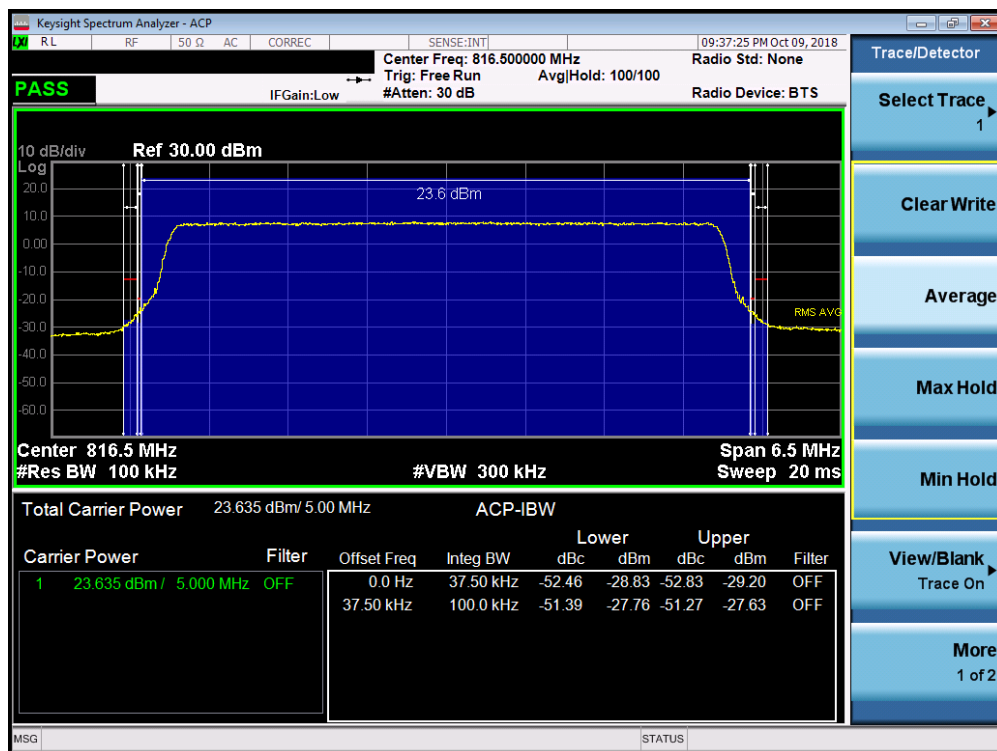 Keysight Spectrum Analyzer - ACP
LXI RL RF 50 Ω AC CORREC SENSE:INT 09:37:25 PM Oct 09, 2018
Center Freq: 816.500000 MHz Radio Std: None
Trig: Free Run Avg|Hold: 100/100
PASS IFGain:Low #Atten: 30 dB Radio Device: BTS
10 dB/div Ref 30.00 dBm
Log
23.6 dBm
20.0
10.0
0.00
-10.0
-20.0
RMS AVG
-30.0
-40.0
-50.0
-60.0
Center 816.5 MHz Span 6.5 MHz
#Res BW 100 kHz #VBW 300 kHz Sweep 20 ms
Total Carrier Power 23.635 dBm/ 5.00 MHz ACP-IBW
Lower Upper
Carrier Power Filter Offset Freq Integ BW dBc dBm dBc dBm Filter
1 23.635 dBm / 5.000 MHz OFF 0.0 Hz 37.50 kHz -52.46 -28.83 -52.83 -29.20 OFF
37.50 kHz 100.0 kHz -51.39 -27.76 -51.27 -27.63 OFF
MSG STATUS
Trace/Detector
Select Trace
1
Clear Write
Average
Max Hold
Min Hold
View/Blank
Trace On
More
1 of 2